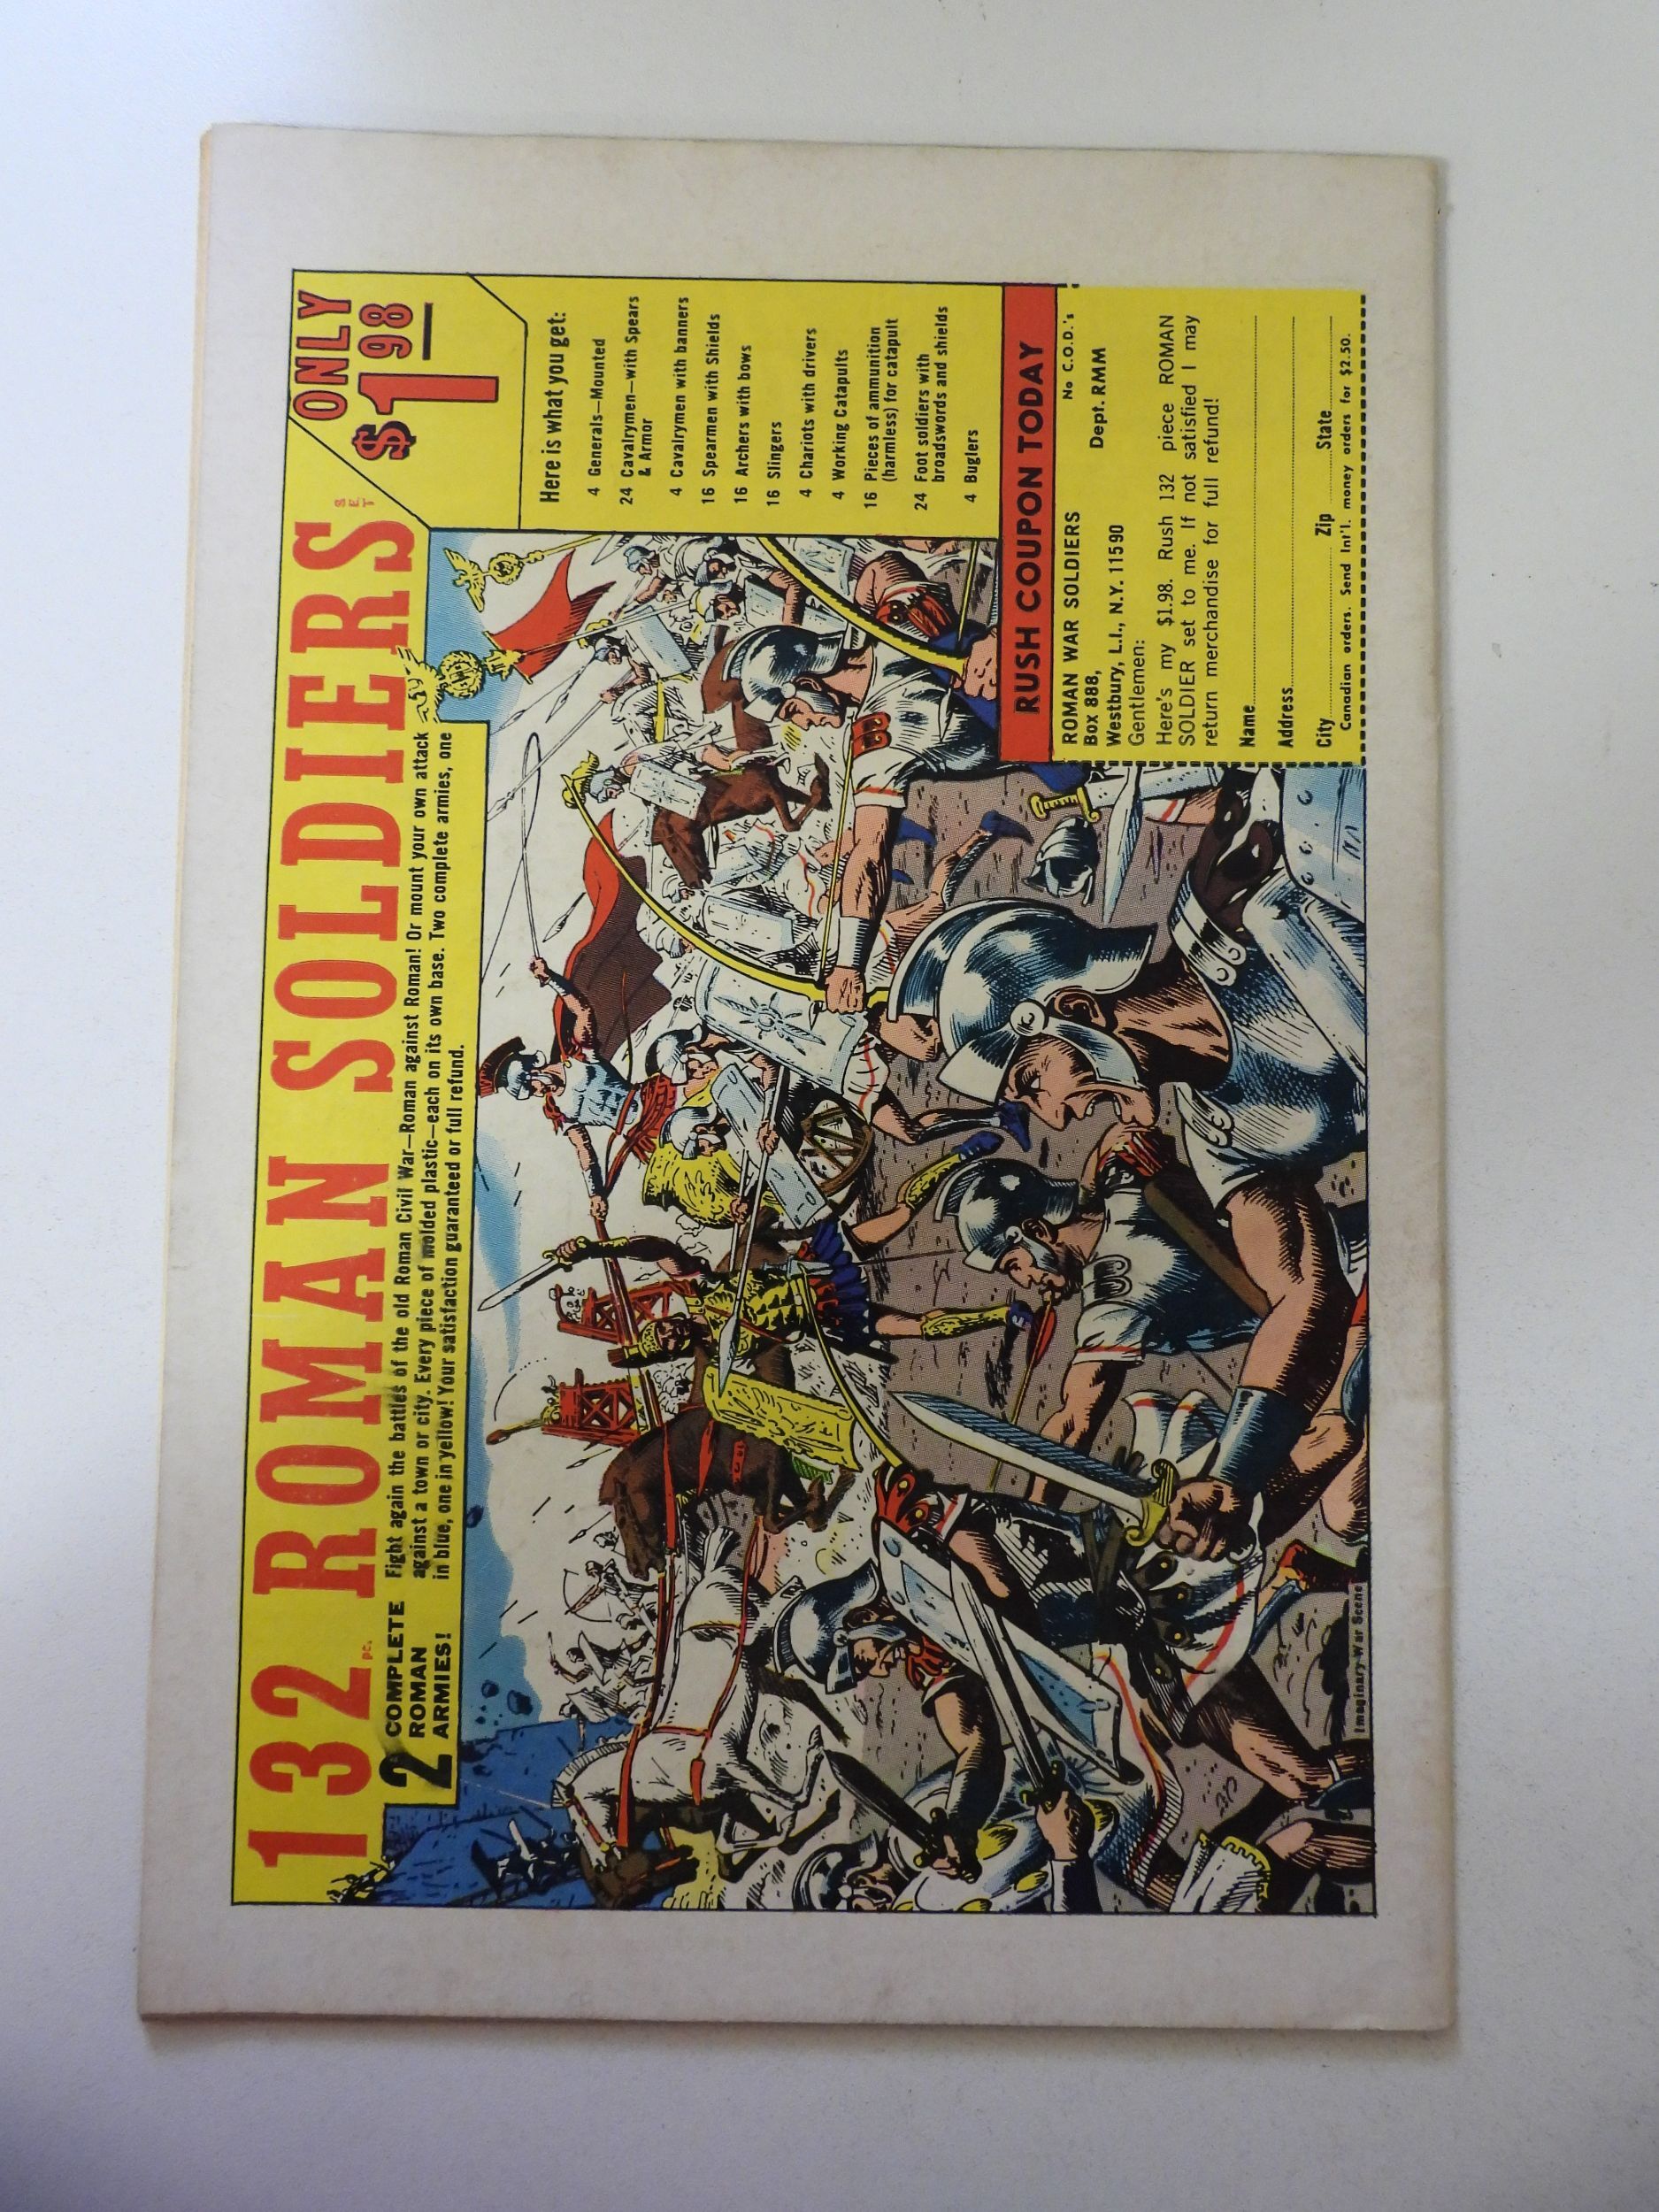 132 pc. ROMAN SOLDIERS SET
ONLY
$1 98
2 COMPLETE
ROMAN
ARMIES!
Fight again the battles of the old Roman Civil War—Roman against Roman! Or mount your own attack
against a town or city. Every piece of molded plastic—each on its own base. Two complete armies, one
in blue, one in yellow! Your satisfaction guaranteed or full refund.
Here is what you get:
4 Generals—Mounted
24 Cavalrymen—with Spears
& Armor
4 Cavalrymen with banners
16 Spearmen with Shields
16 Archers with bows
16 Slingers
4 Chariots with drivers
4 Working Catapults
16 Pieces of ammunition
(harmless) for catapult
24 Foot soldiers with
broadswords and shields
4 Buglers
RUSH COUPON TODAY
ROMAN WAR SOLDIERS No C.O.D.'s
Box 888, Dept. RMM
Westbury, L.I., N.Y. 11590
Gentlemen:
Here's my $1.98. Rush 132 piece ROMAN
SOLDIER set to me. If not satisfied I may
return merchandise for full refund!
Name
Address
City Zip State
Canadian orders. Send Int'l. money orders for $2.50.
Imaginary War Scene